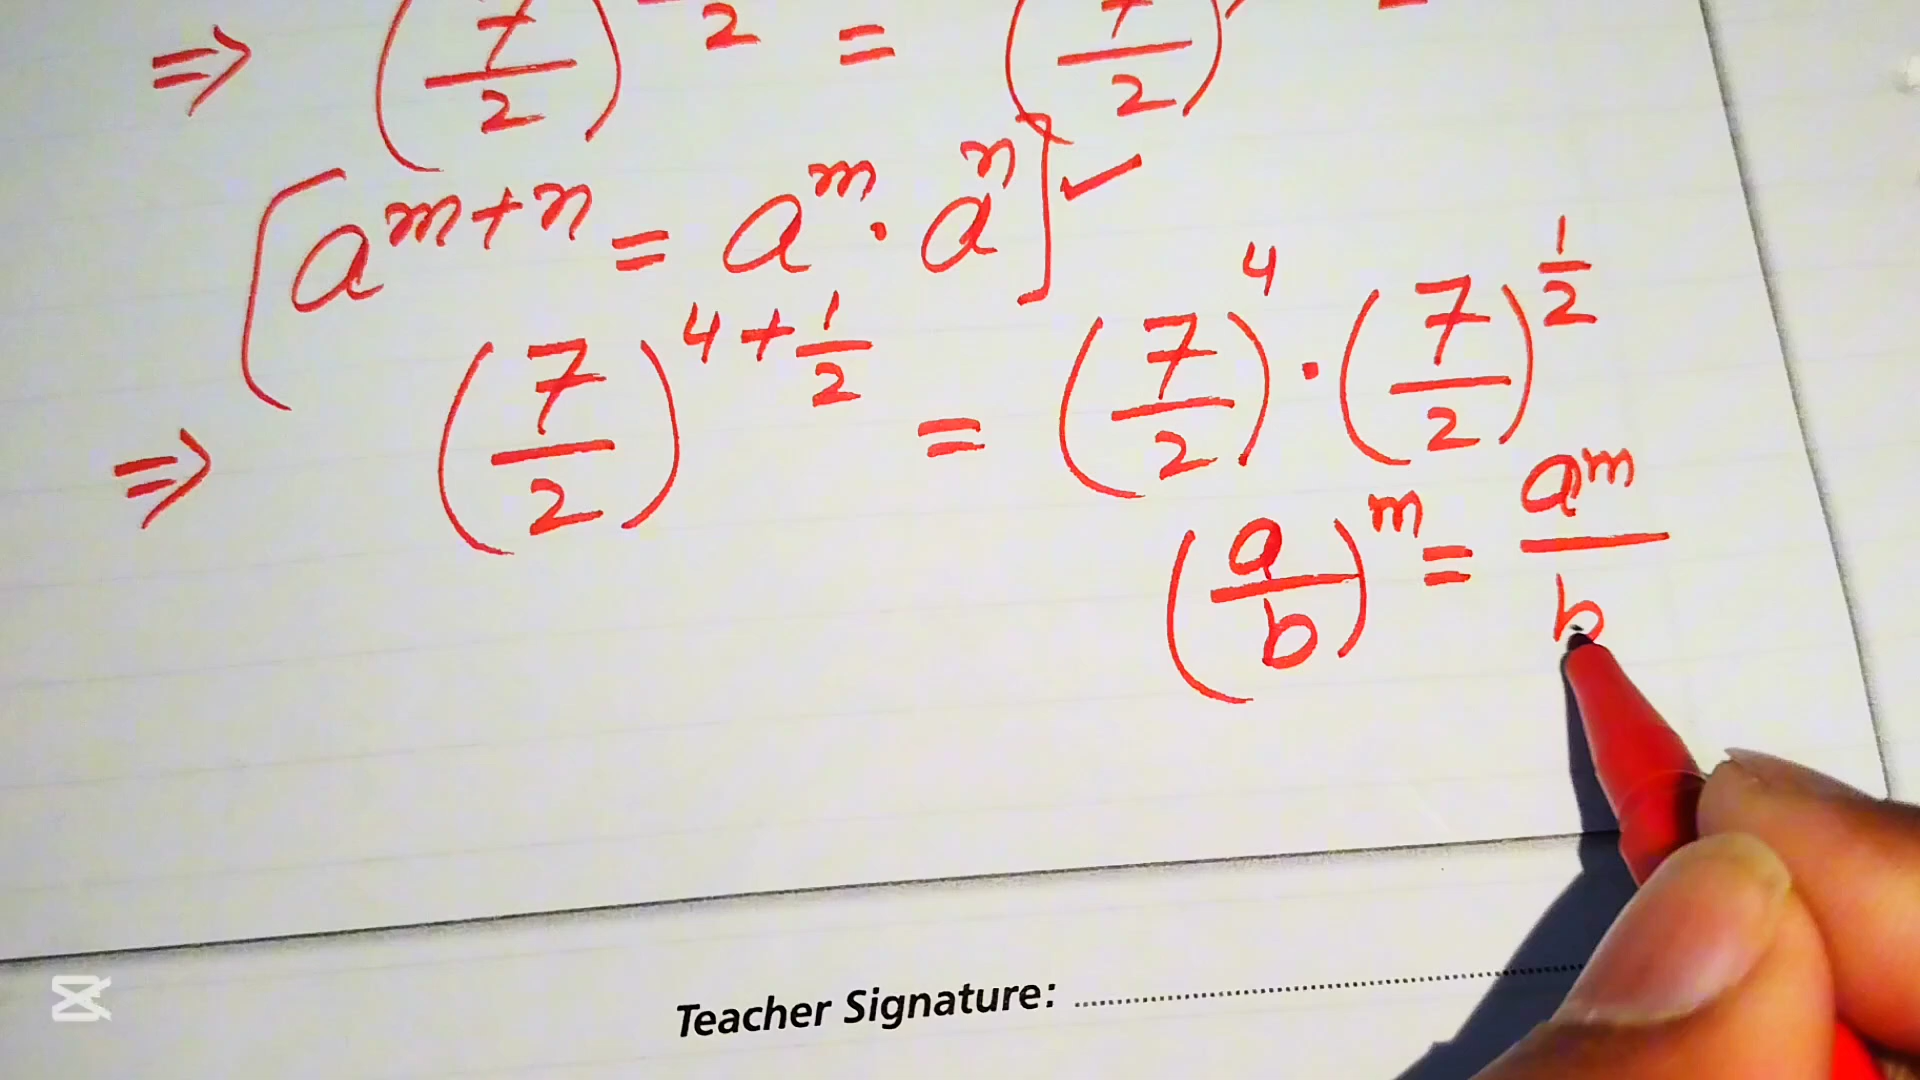 ⇒ (7/2) 2 = (7/2)
[a^{m+n} = a^m · a^n] ✓
⇒ (7/2)^{4+1/2} = (7/2)^4 · (7/2)^{1/2}
(a/b)^m = a^m/b
Teacher Signature: